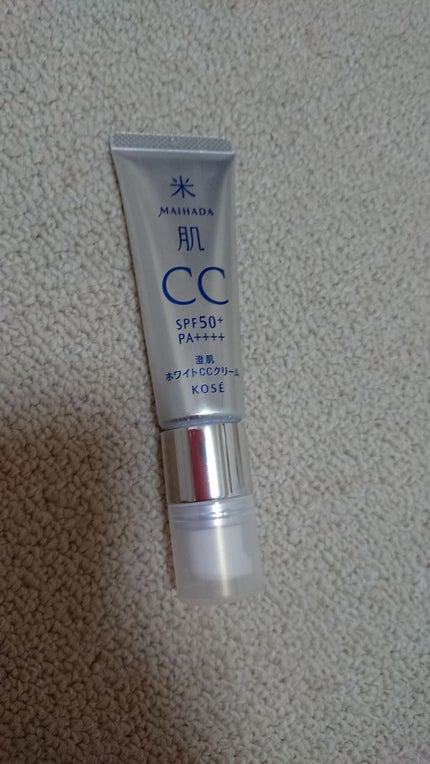 米
MAIHADA
肌
CC
SPF50+
PA++++
澄肌
ホワイトCCクリーム
KOSÉ